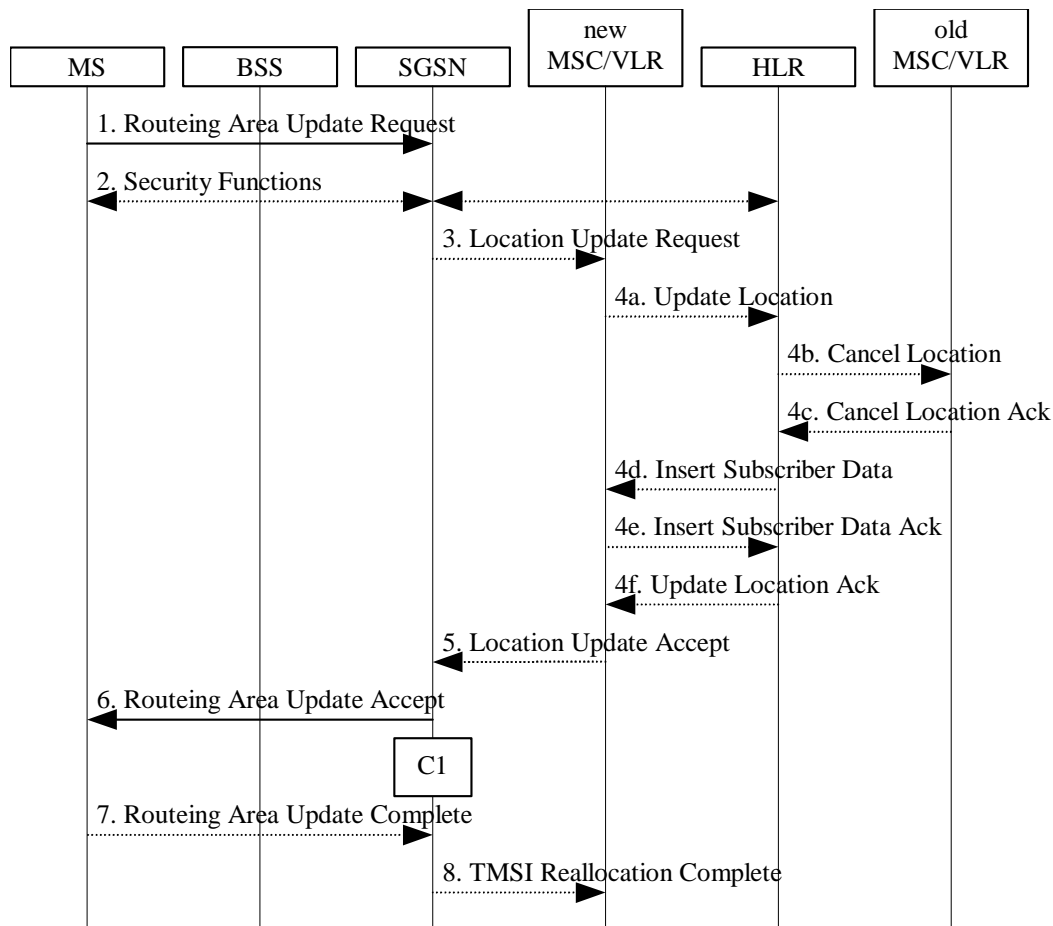 new
MSC/VLR
old
MSC/VLR
MS
BSS
SGSN
HLR
1. Routeing Area Update Request
2. Security Functions
3. Location Update Request
4a. Update Location
4b. Cancel Location
4c. Cancel Location Ack
4d. Insert Subscriber Data
4e. Insert Subscriber Data Ack
4f. Update Location Ack
5. Location Update Accept
6. Routeing Area Update Accept
C1
7. Routeing Area Update Complete
8. TMSI Reallocation Complete